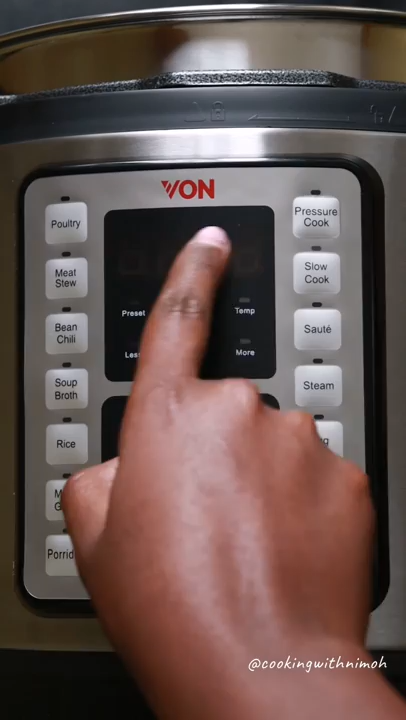 VON
Poultry
Pressure
Cook
Meat
Stew
Slow
Cook
Preset
Temp
Bean
Chili
Sauté
Less
More
Soup
Broth
Steam
Rice
@cookingwithnimoh